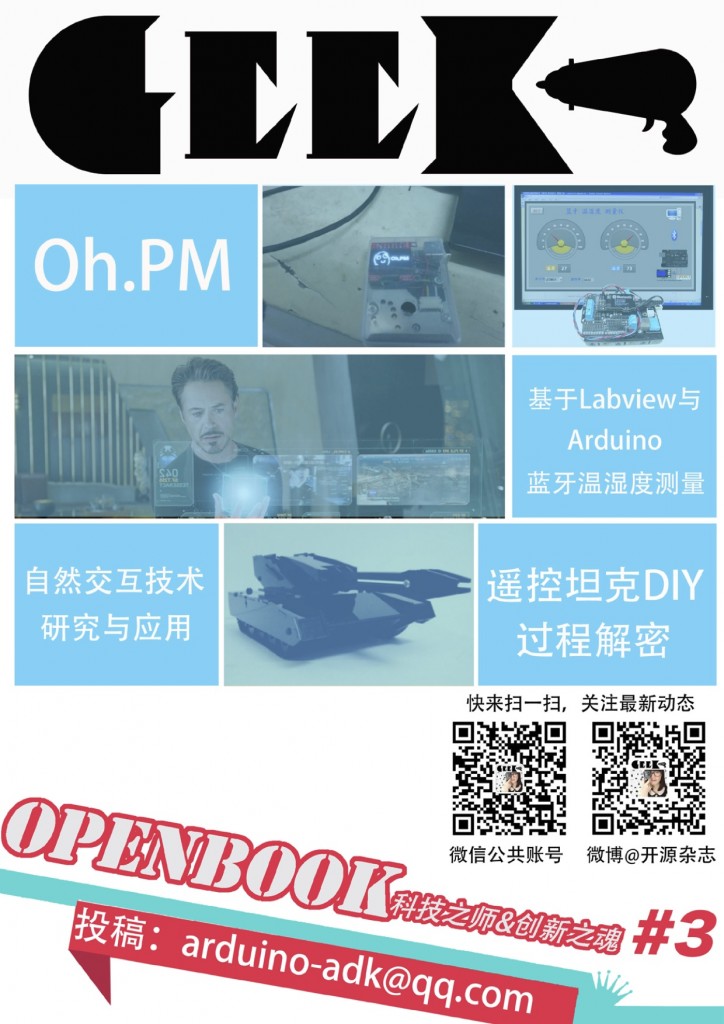 GEEK
Oh.PM
基于Labview与
Arduino
蓝牙温湿度测量
自然交互技术
研究与应用
遥控坦克DIY
过程解密
快来扫一扫，关注最新动态
微信公共账号
微博@开源杂志
OPENBOOK
科技之师&创新之魂
#3
投稿：arduino-adk@qq.com